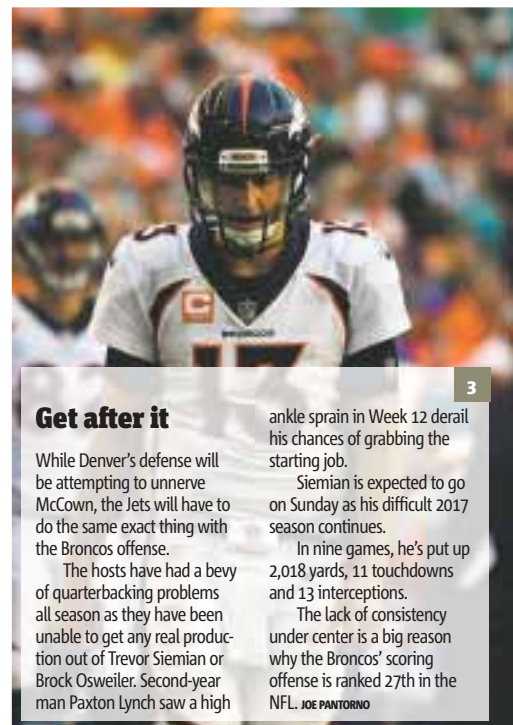 3
Get after it
While Denver's defense will
be attempting to unnerve
McCown, the Jets will have to
do the same exact thing with
the Broncos offense.
The hosts have had a bevy
of quarterbacking problems
all season as they have been
unable to get any real produc-
tion out of Trevor Siemian or
Brock Osweiler. Second-year
man Paxton Lynch saw a high
ankle sprain in Week 12 derail
his chances of grabbing the
starting job.
Siemian is expected to go
on Sunday as his difficult 2017
season continues.
In nine games, he's put up
2,018 yards, 11 touchdowns
and 13 interceptions.
The lack of consistency
under center is a big reason
why the Broncos' scoring
offense is ranked 27th in the
NFL. JOE PANTORNO
C
BRONCOS
13